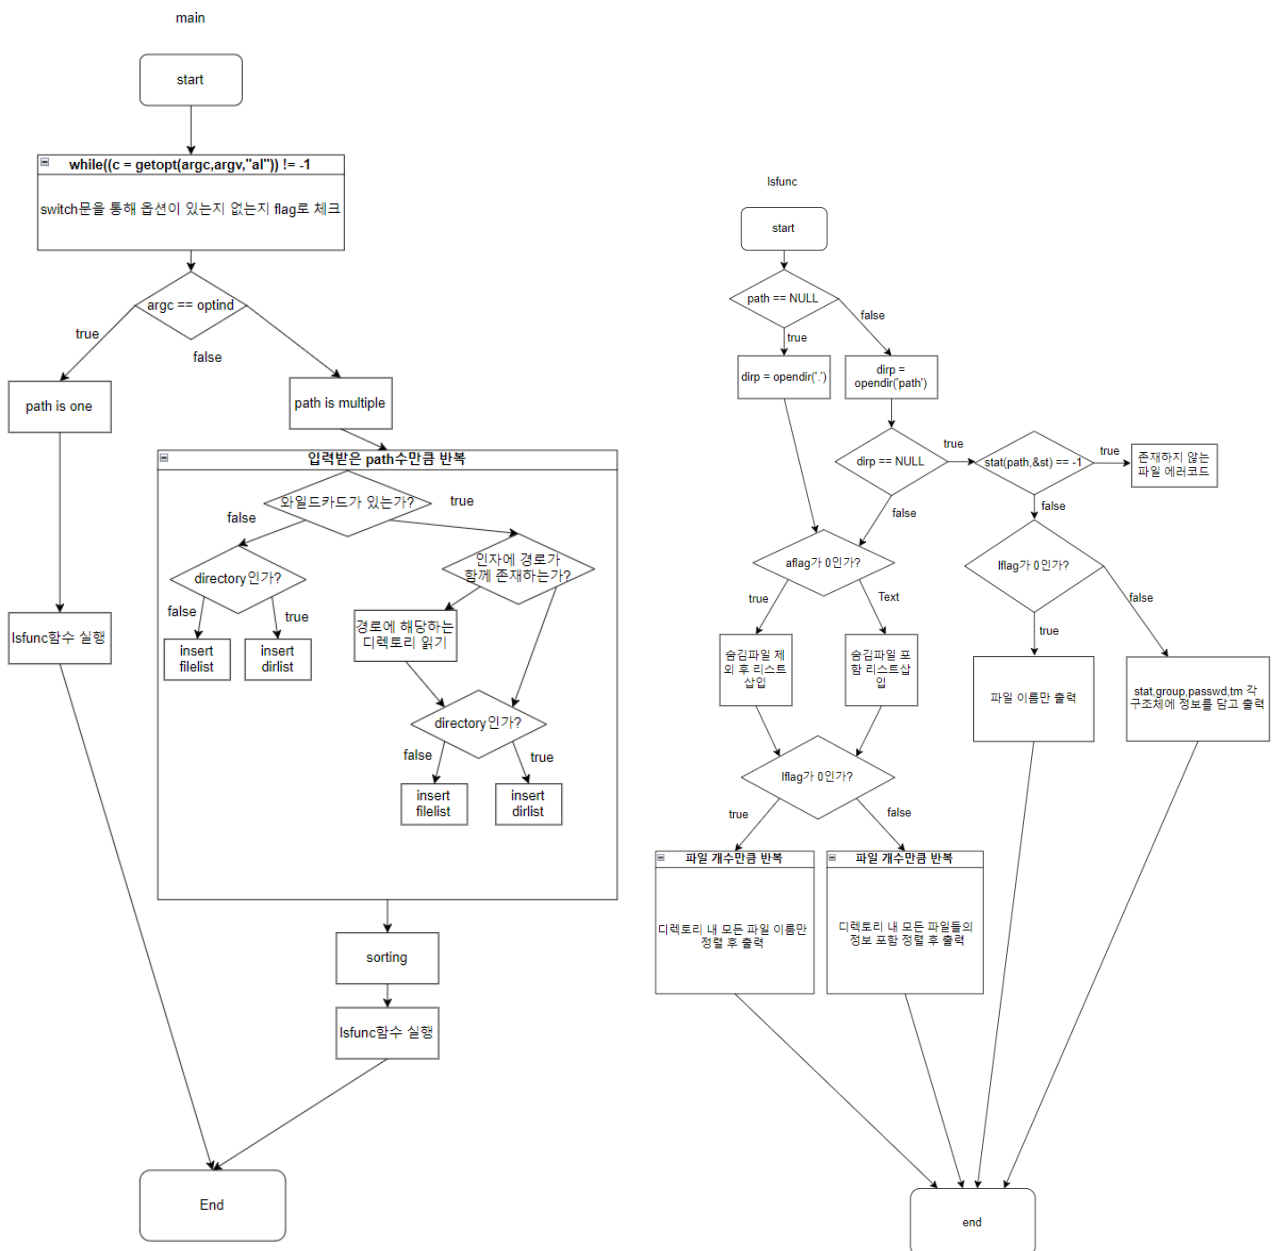 main
start
while((c = getopt(argc,argv,"al")) != -1
switch문을 통해 옵션이 있는지 없는지 flag로 체크
argc == optind
true
false
path is one
path is multiple
입력받은 path수만큼 반복
와일드카드가 있는가?
true
false
directory인가?
인자에 경로가
함께 존재하는가?
false
true
경로에 해당하는
디렉토리 읽기
lsfunc함수 실행
insert
filelist
insert
dirlist
directory인가?
false
true
insert
filelist
insert
dirlist
sorting
lsfunc함수 실행
End
lsfunc
start
path == NULL
false
true
dirp = opendir('.')
dirp =
opendir('path')
dirp == NULL
true
stat(path,&st) == -1
true
존재하지 않는
파일 에러코드
false
false
aflag가 0인가?
lflag가 0인가?
true
Text
false
true
숨김파일 제
외 후 리스트
삽입
숨김파일 포
함 리스트삽
입
파일 이름만 출력
stat,group,passwd,tm 각
구조체에 정보를 담고 출력
lflag가 0인가?
true
false
파일 개수만큼 반복
디렉토리 내 모든 파일 이름만
정렬 후 출력
파일 개수만큼 반복
디렉토리 내 모든 파일들의
정보 포함 정렬 후 출력
end